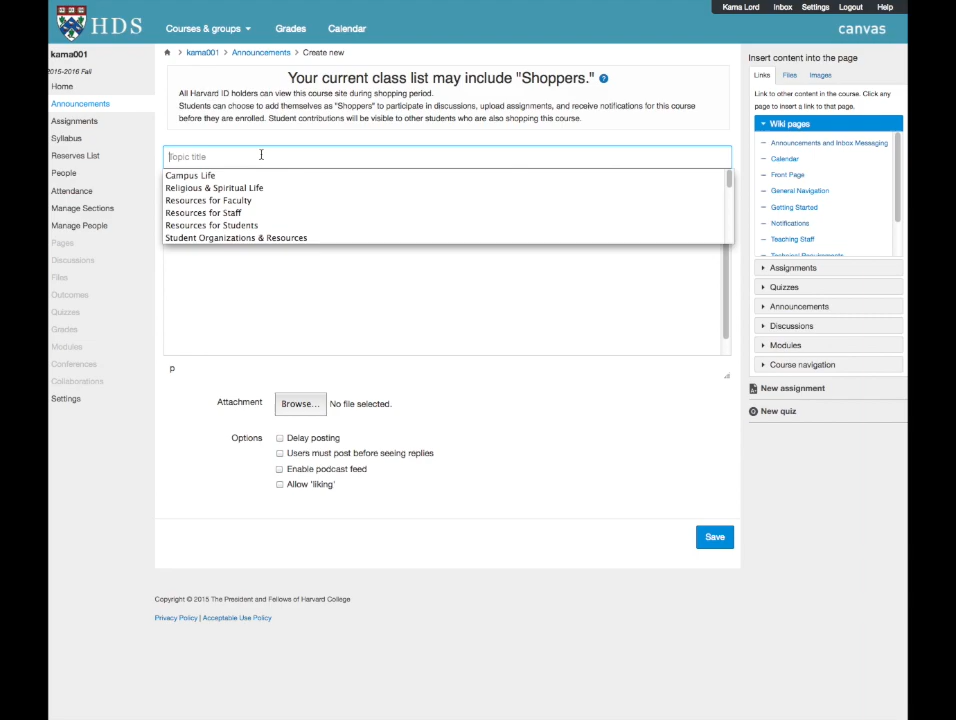 Kama Lord Inbox Settings Logout Help
HDS
Courses & groups Grades Calendar
canvas
kama001
2015-2016 Fall
Home
Announcements
Assignments
Syllabus
Reserves List
People
Attendance
Manage Sections
Manage People
Pages
Discussions
Files
Outcomes
Quizzes
Grades
Modules
Conferences
Collaborations
Settings
kama001 Announcements Create new
Your current class list may include "Shoppers." ?
All Harvard ID holders can view this course site during shopping period.
Students can choose to add themselves as "Shoppers" to participate in discussions, upload assignments, and receive notifications for this course
before they are enrolled. Student contributions will be visible to other students who are also shopping this course.
Topic title
Campus Life
Religious & Spiritual Life
Resources for Faculty
Resources for Staff
Resources for Students
Student Organizations & Resources
p
Attachment Browse... No file selected.
Options Delay posting
Users must post before seeing replies
Enable podcast feed
Allow 'liking'
Save
Copyright © 2015 The President and Fellows of Harvard College
Privacy Policy | Acceptable Use Policy
Insert content into the page
Links Files Images
Link to other content in the course. Click any
page to insert a link to that page.
Wiki pages
Announcements and Inbox Messaging
Calendar
Front Page
General Navigation
Getting Started
Notifications
Teaching Staff
Technical Requirements
Assignments
Quizzes
Announcements
Discussions
Modules
Course navigation
New assignment
New quiz